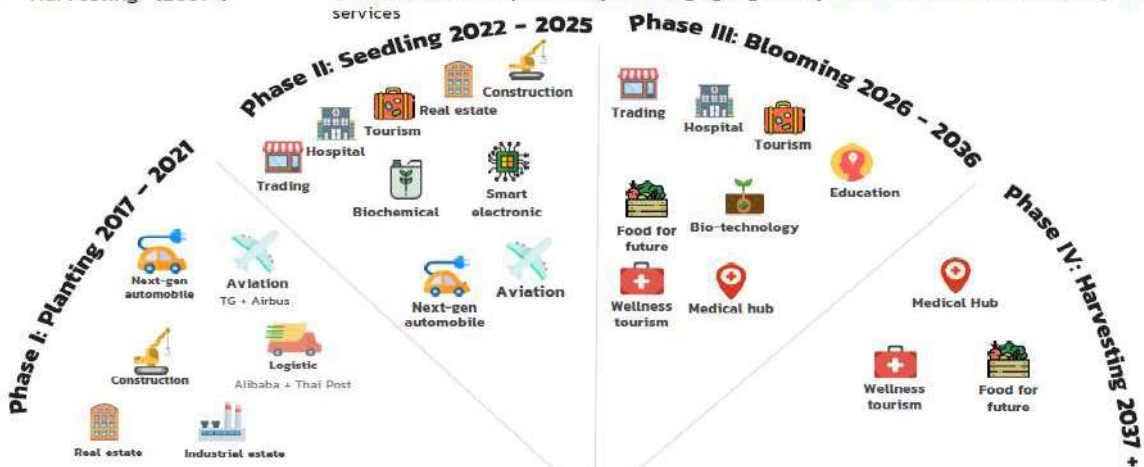 services
Phase I: Planting 2017 - 2021
Next-gen
automobile
Aviation
TG + Airbus
Construction
Logistic
Alibaba + Thai Post
Real estate
Industriel estate
Phase II: Seedling 2022 - 2025
Trading
Hospital
Tourism
Real estate
Construction
Biochemical
Smart
electronic
Next-gen
automobile
Aviation
Phase III: Blooming 2026 - 2036
Trading
Hospital
Tourism
Education
Food for
future
Bio-technology
Wellness
tourism
Medical hub
Phase IV: Harvesting 2037 +
Medical Hub
Wellness
tourism
Food for
future